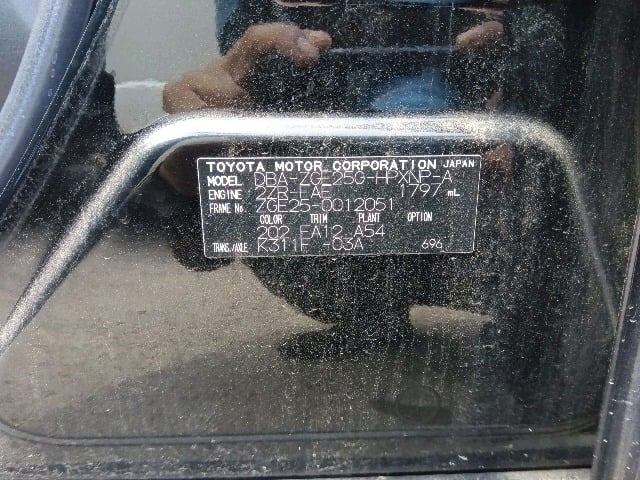 TOYOTA MOTOR CORPORATION JAPAN
MODEL DBA-ZGE25G-HPXNP-A
ENGINE 2ZR-FAE 1797 mL
FRAME No. ZGE25-0012051
COLOR TRIM PLANT OPTION
202 FA12 A54
TRANS./AXLE K311F -03A 696